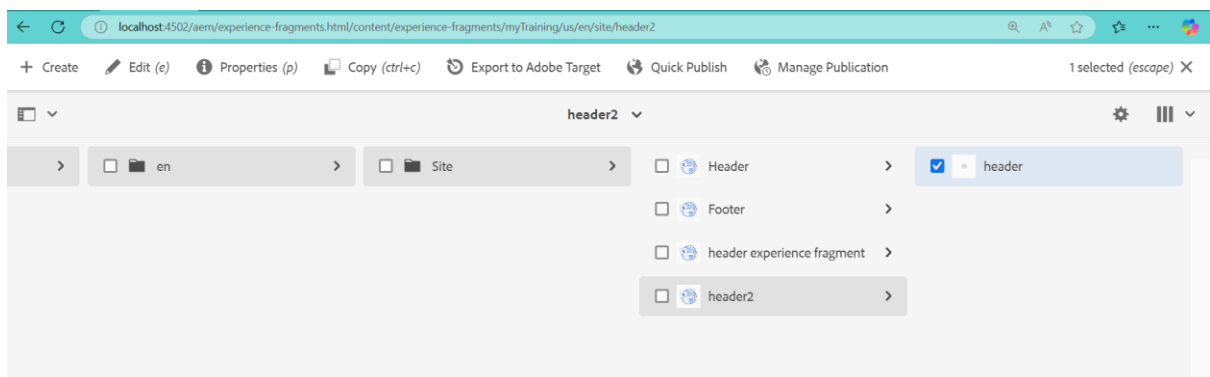 localhost:4502/aem/experience-fragments.html/content/experience-fragments/myTraining/us/en/site/header2
+ Create Edit (e) Properties (p) Copy (ctrl+c) Export to Adobe Target Quick Publish Manage Publication 1 selected (escape) X
header2
en Site Header header
Footer
header experience fragment
header2